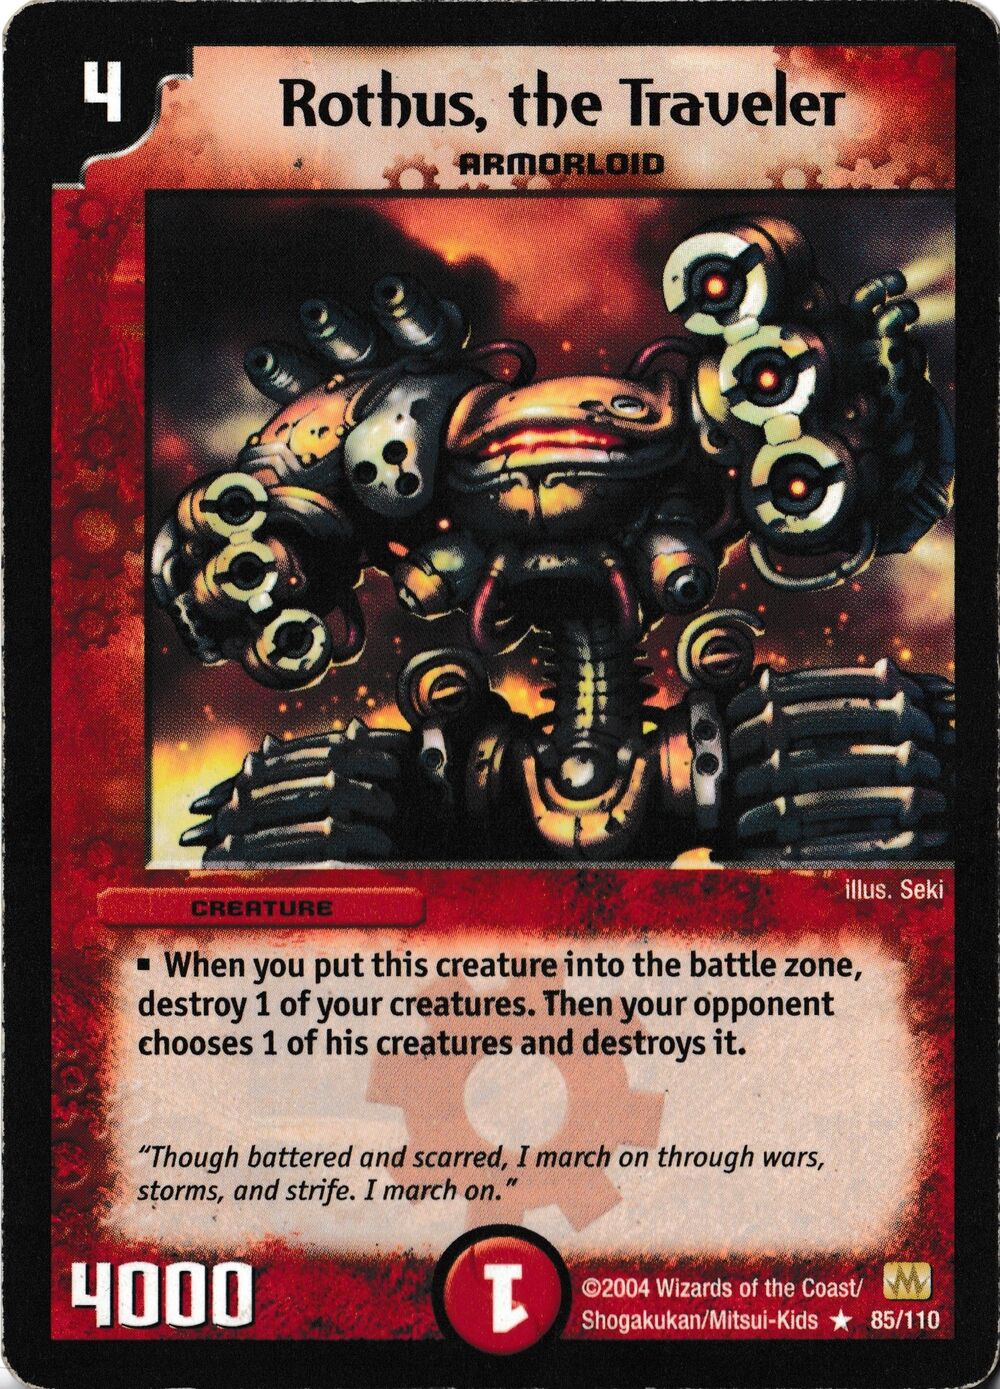 4
Rothus, the Traveler
ARMORLOID
illus. Seki
CREATURE
▪ When you put this creature into the battle zone,
destroy 1 of your creatures. Then your opponent
chooses 1 of his creatures and destroys it.
“Though battered and scarred, I march on through wars,
storms, and strife. I march on.”
4000
1
©2004 Wizards of the Coast/
Shogakukan/Mitsui-Kids ★ 85/110